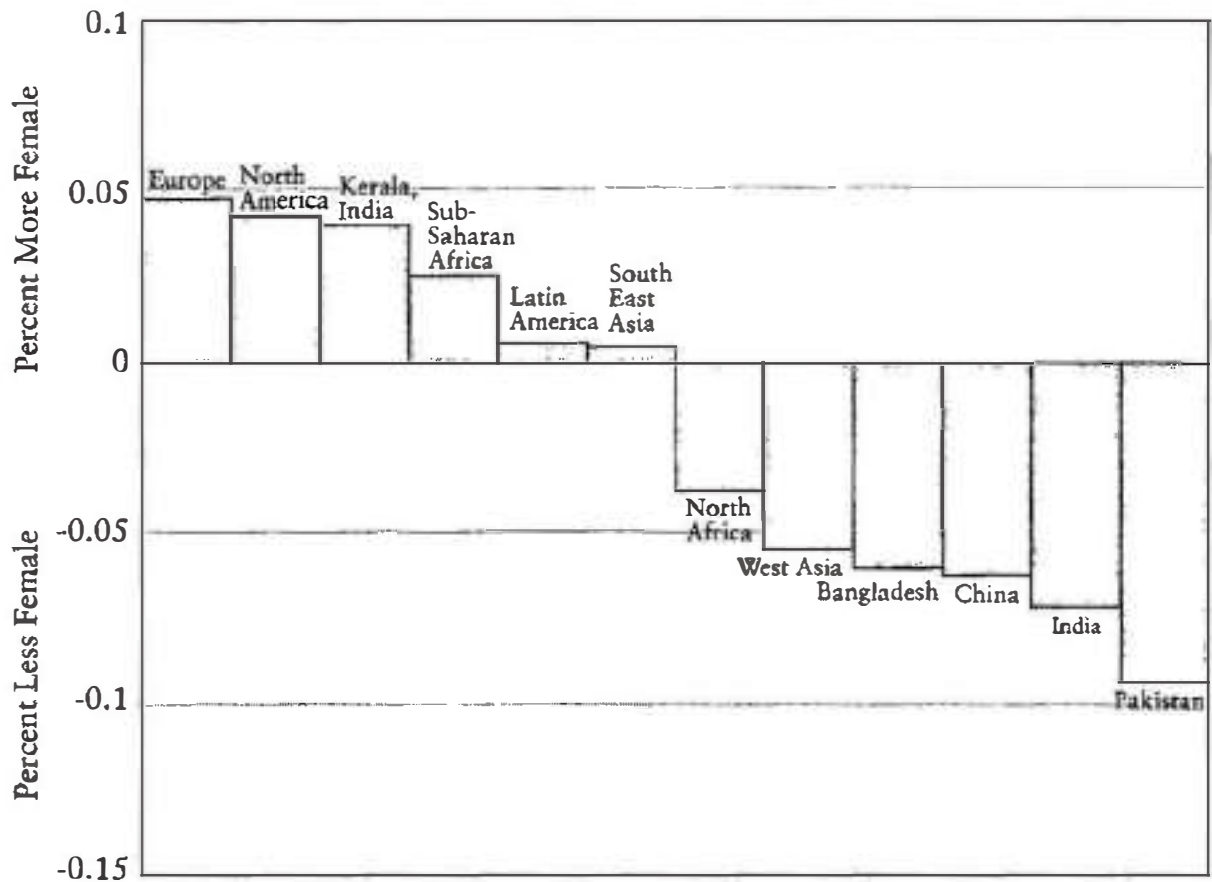 0.1
0.05
0
-0.05
-0.1
-0.15
Percent More Female
Percent Less Female
Europe
North
America
Kerala,
India
Sub-
Saharan
Africa
Latin
America
South
East
Asia
North
Africa
West Asia
Bangladesh
China
India
Pakistan